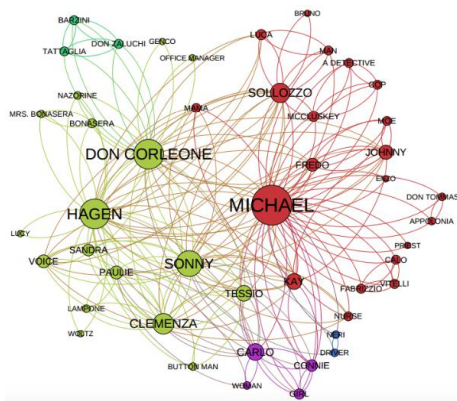 BRUNO
BARZINI
LUCA
DON ZALUCHI
GENCO
MAN
TATTAGLIA
OFFICE MANAGER
A DETECTIVE
COP
SOLLOZZO
NAZORINE
MAMA
MRS. BONASERA
MCCLUSKEY
MOE
BONASERA
DON CORLEONE
JOHNNY
FREDO
ENZO
DON TOMMASO
MICHAEL
HAGEN
APPOLONIA
LUCY
PRIEST
SANDRA
VOICE
CALO
SONNY
PAULIE
KAY
VITELLI
FABRIZZIO
TESSIO
LAMPONE
NURSE
CLEMENZA
WOLTZ
NERI
CARLO
DRIVER
BUTTON MAN
CONNIE
WOMAN
GIRL